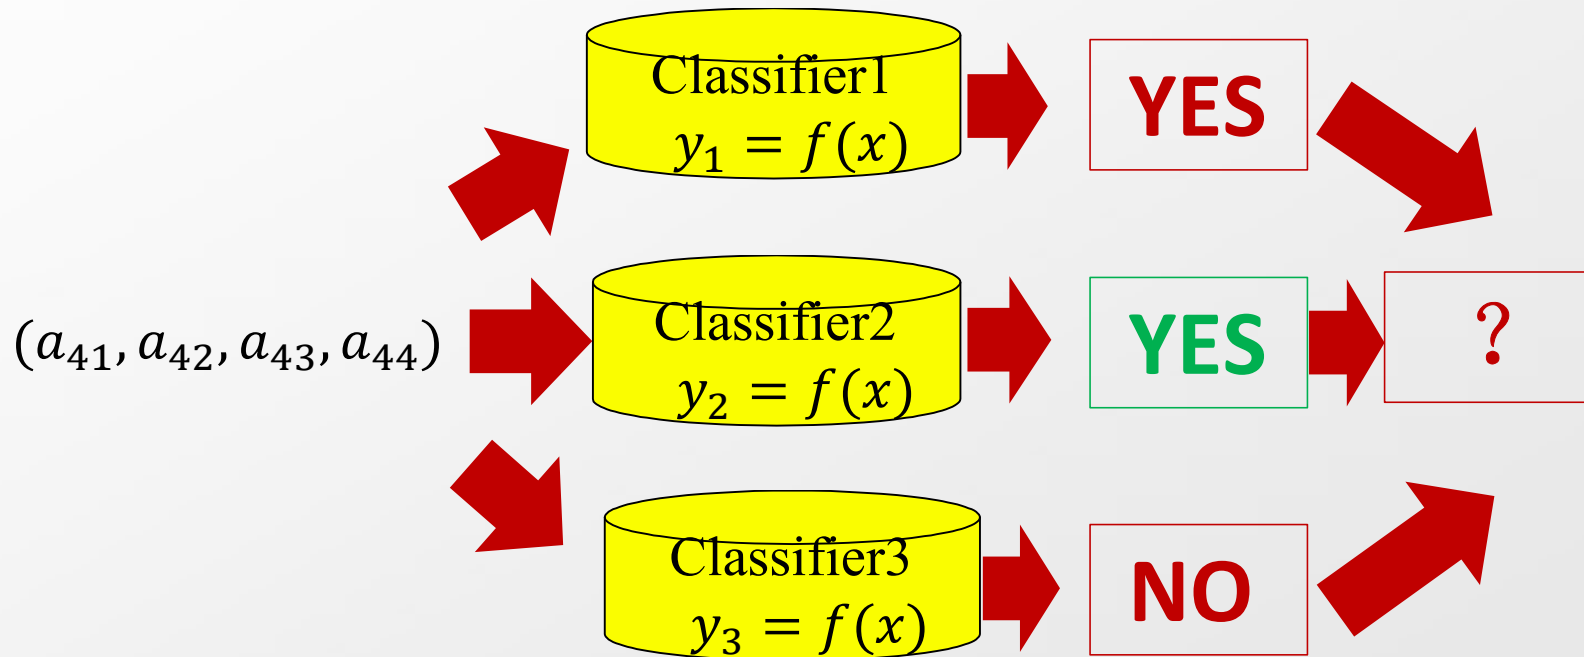 Classifier1
y₁ = f(x)
YES
(a₄₁, a₄₂, a₄₃, a₄₄)
Classifier2
y₂ = f(x)
YES
?
Classifier3
y₃ = f(x)
NO